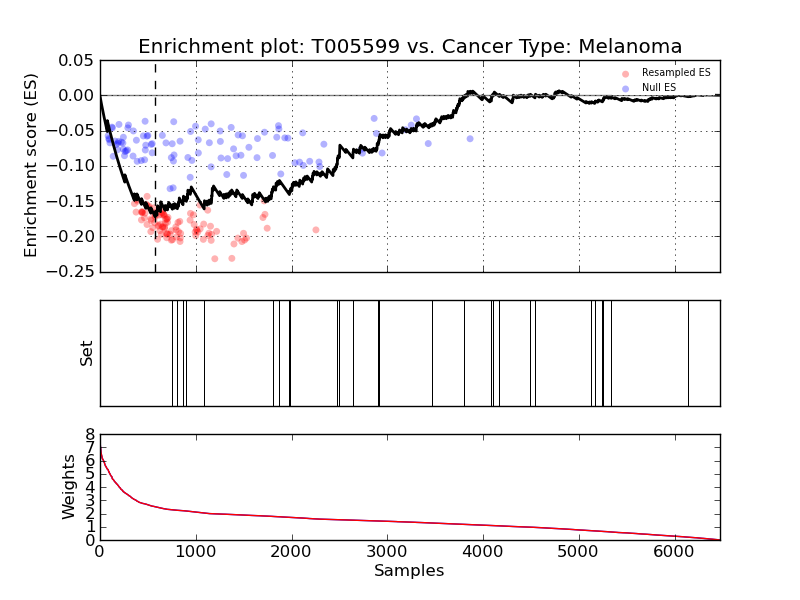 Enrichment plot: T005599 vs. Cancer Type: Melanoma
Enrichment score (ES)
0.05
0.00
−0.05
−0.10
−0.15
−0.20
−0.25
Resampled ES
Null ES
Set
Weights
8
7
6
5
4
3
2
1
0
0 1000 2000 3000 4000 5000 6000
Samples